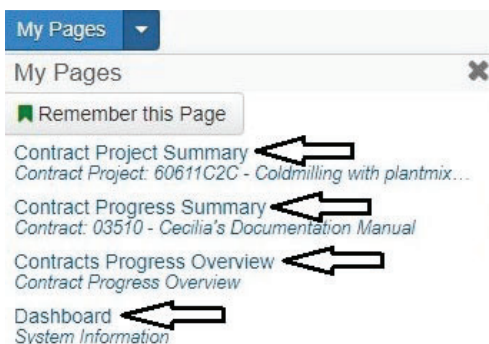 My Pages
My Pages
Remember this Page
Contract Project Summary
Contract Project: 60611C2C - Coldmilling with plantmix...
Contract Progress Summary
Contract: 03510 - Cecilia's Documentation Manual
Contracts Progress Overview
Contract Progress Overview
Dashboard
System Information